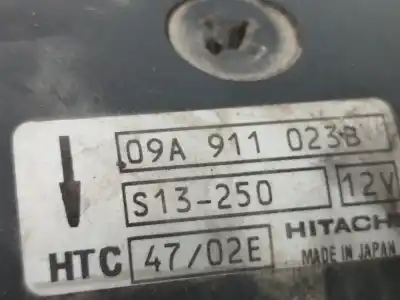 09A 911 023B
S13-250 12V
HTC 47/02E HITACHI
MADE IN JAPAN